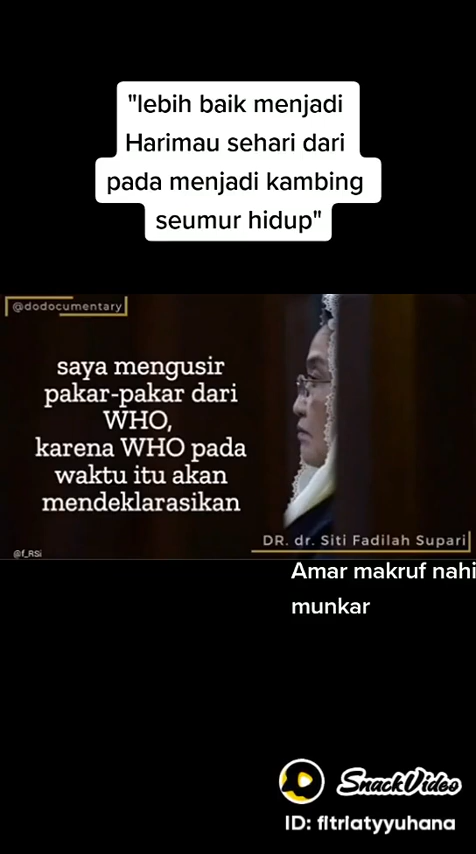 "lebih baik menjadi
Harimau sehari dari
pada menjadi kambing
seumur hidup"
@dodocumentary
saya mengusir
pakar-pakar dari
WHO,
karena WHO pada
waktu itu akan
mendeklarasikan
DR. dr. Siti Fadilah Supari
@f_RSi
Amar makruf nahi
munkar
SnackVideo
ID: fltrlatyyuhana